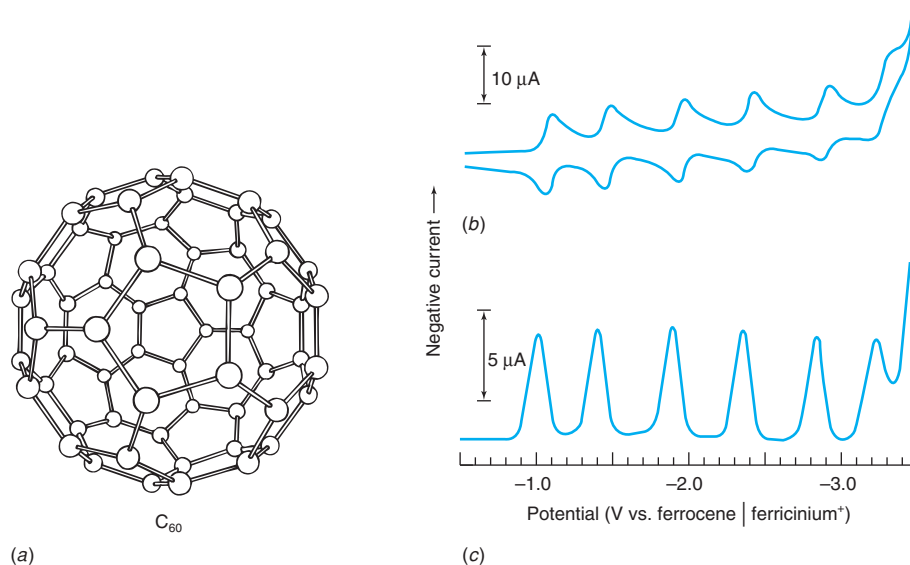 C₆₀
(a)
10 μA
(b)
Negative current →
5 μA
–1.0 –2.0 –3.0
Potential (V vs. ferrocene | ferricinium⁺)
(c)